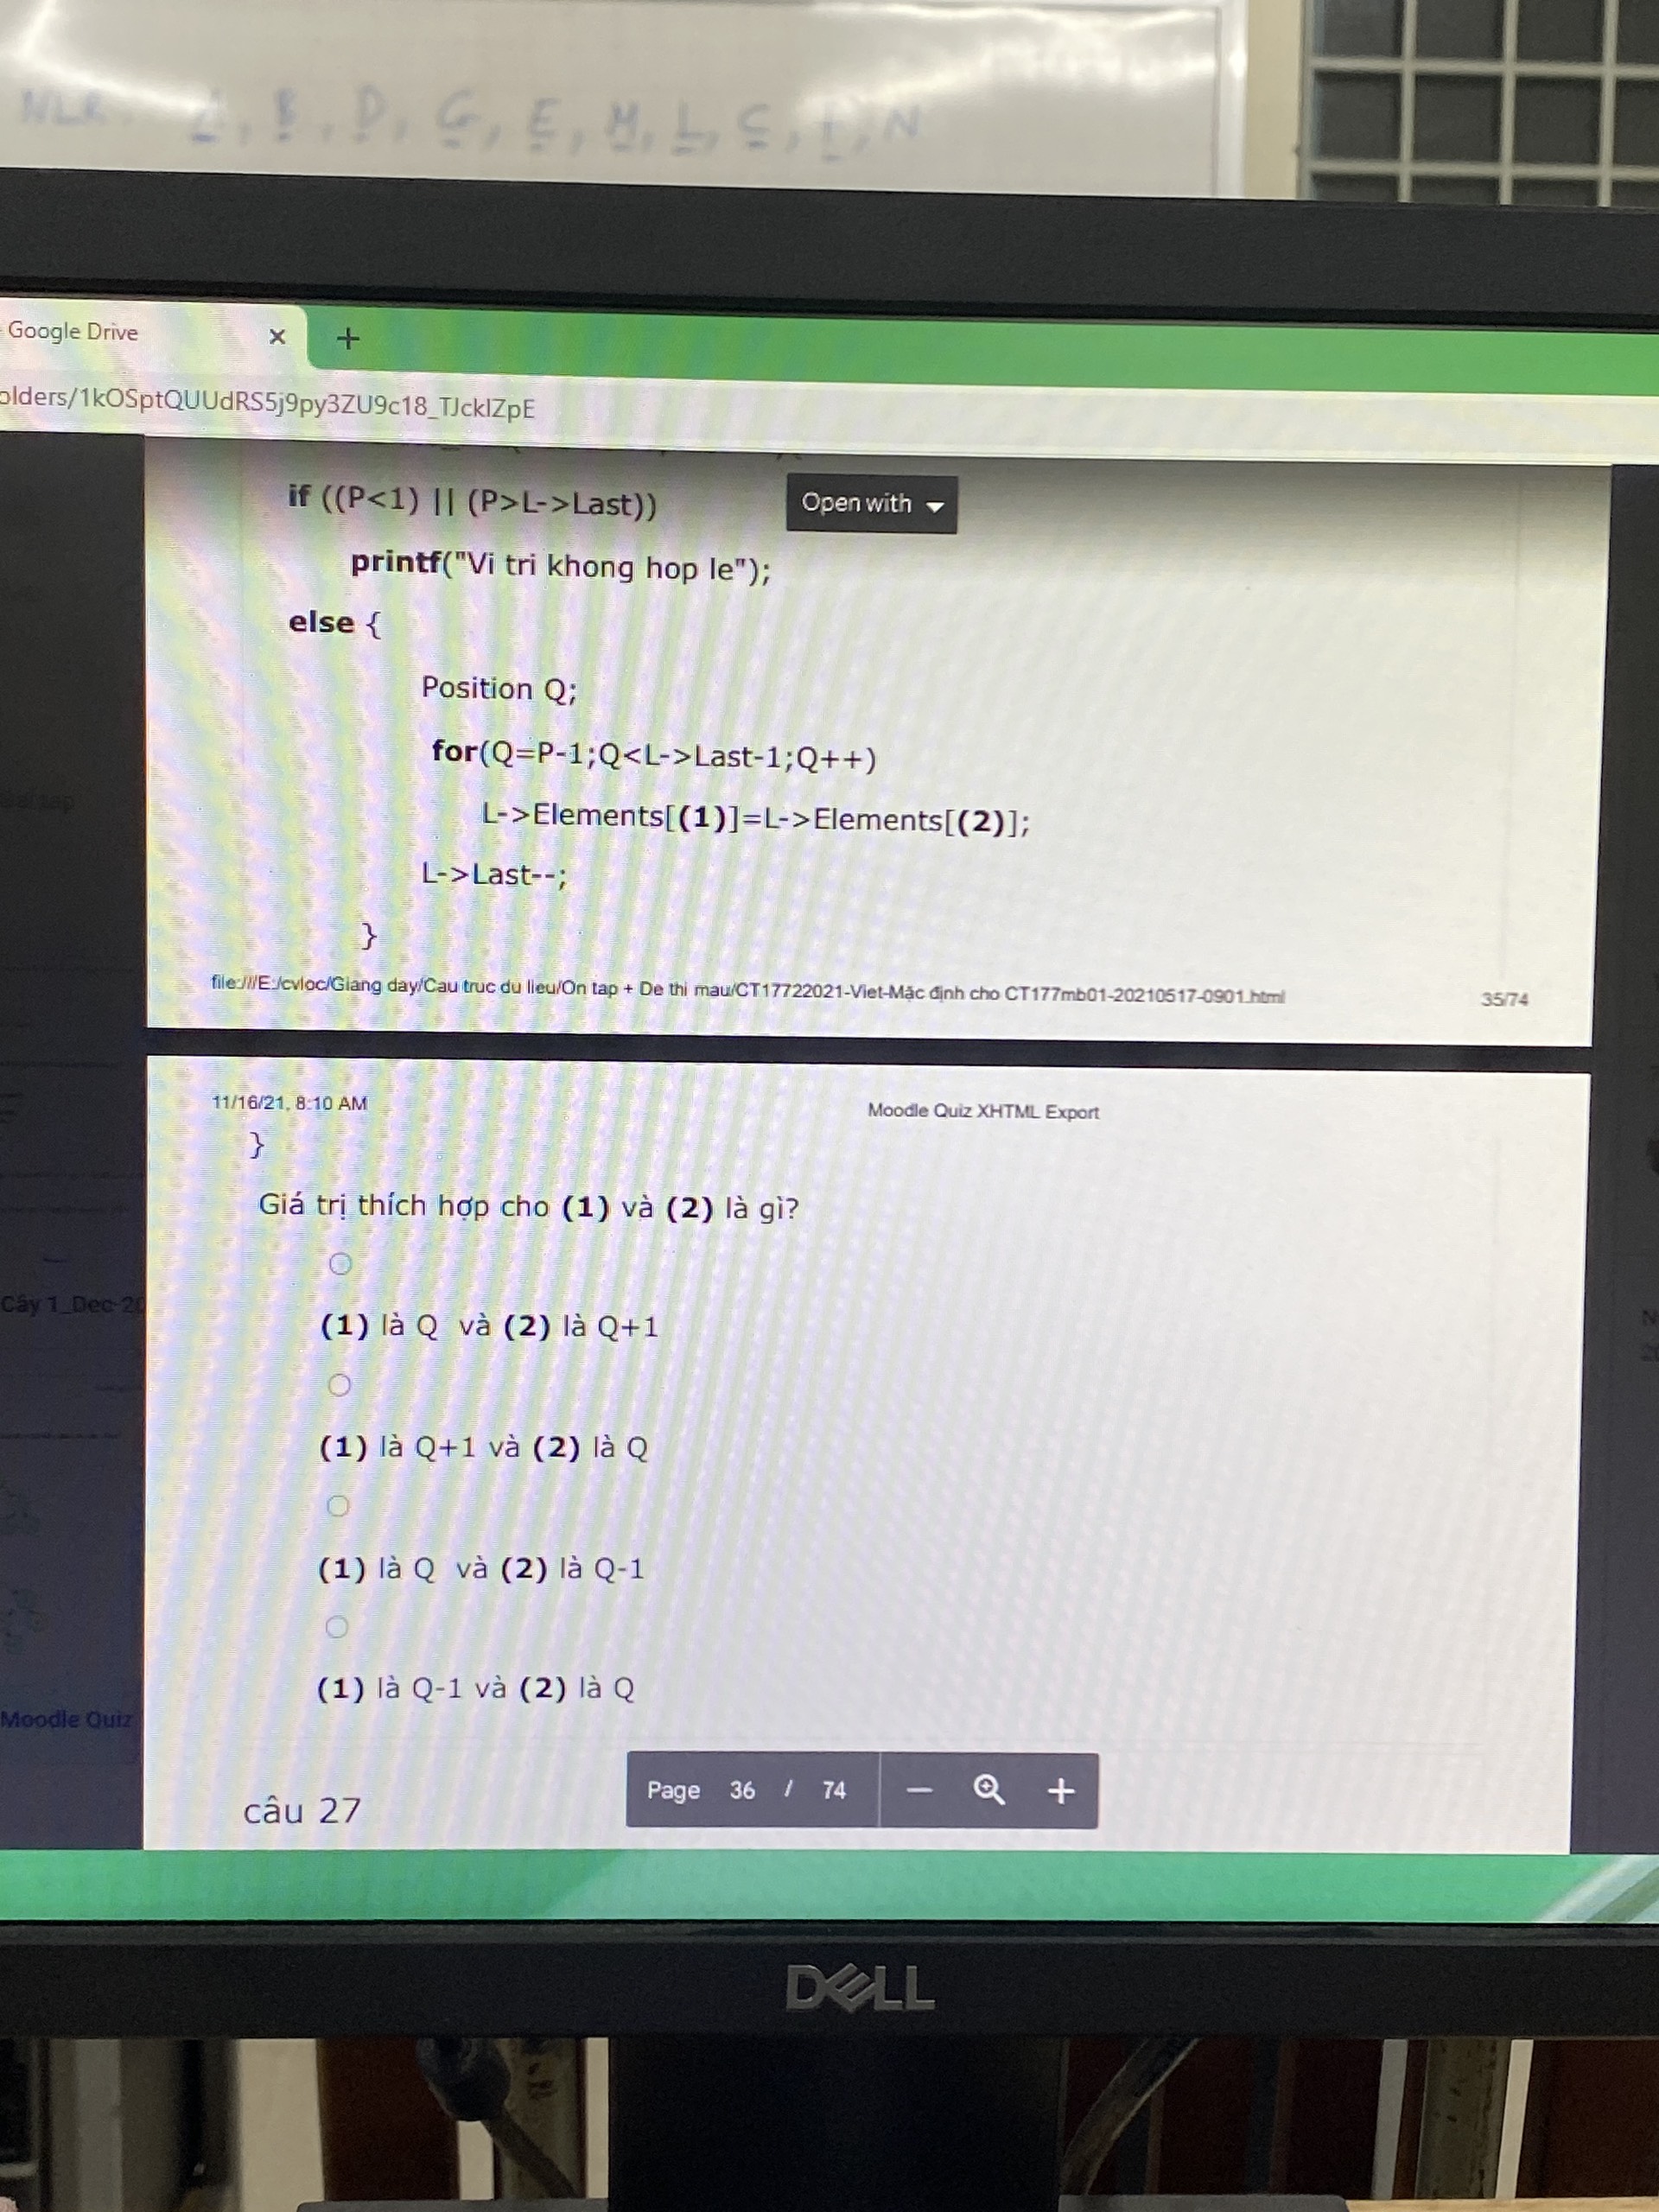 NLR A, B, D, G, E, H, L, C, I, N
Google Drive × +
olders/1kOSptQUUdRS5j9py3ZU9c18_TJckIZpE
if ((P<1) || (P>L->Last))
Open with
printf("Vi tri khong hop le");
else {
Position Q;
for(Q=P-1;Q<L->Last-1;Q++)
L->Elements[(1)]=L->Elements[(2)];
L->Last--;
}
file:///E:/cvloc/Giang day/Cau truc du lieu/On tap + De thi mau/CT17722021-Viet-Mặc định cho CT177mb01-20210517-0901.html 35/74
11/16/21, 8:10 AM Moodle Quiz XHTML Export
}
Giá trị thích hợp cho (1) và (2) là gì?
Cây 1_Dec-20
(1) là Q và (2) là Q+1
(1) là Q+1 và (2) là Q
(1) là Q và (2) là Q-1
(1) là Q-1 và (2) là Q
Moodle Quiz
Page 36 / 74 − +
câu 27
DELL